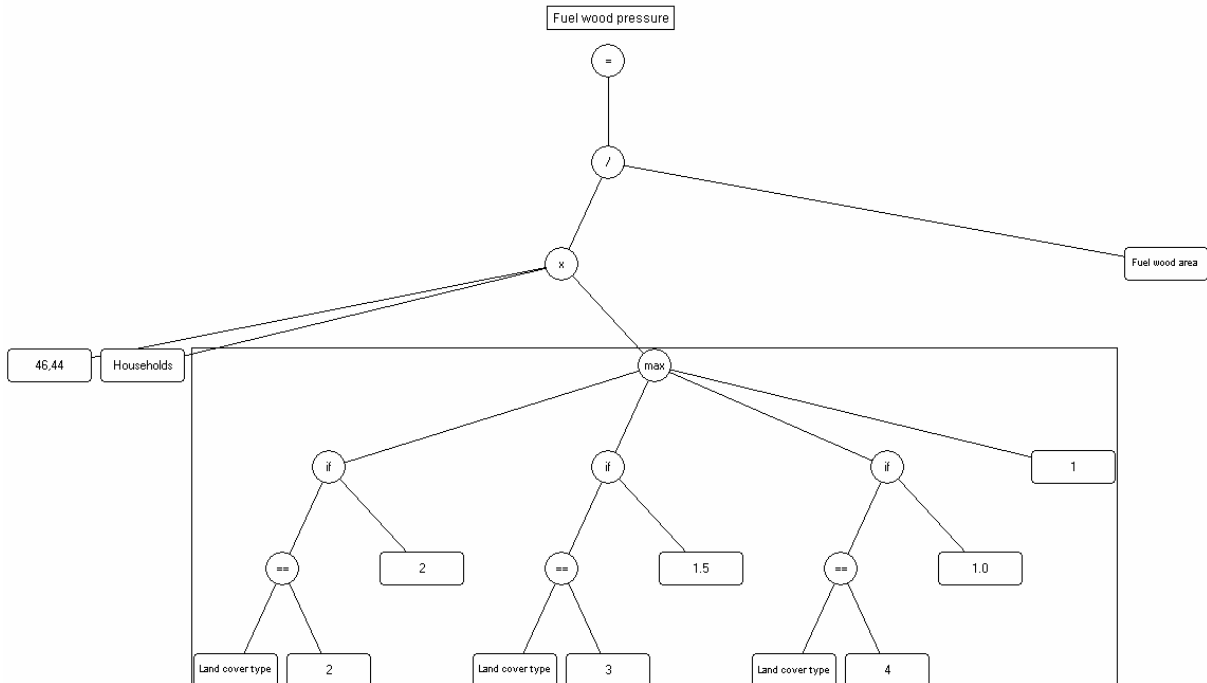 Fuel wood pressure
=
/
x
Fuel wood area
46,44
Households
max
if
if
if
1
==
2
==
1.5
==
1.0
Land cover type
2
Land cover type
3
Land cover type
4